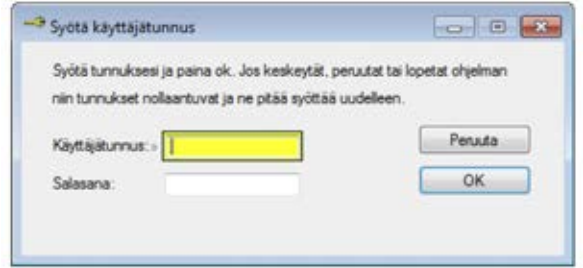 Syötä käyttäjätunnus
Syötä tunnuksesi ja paina ok. Jos keskeytät, peruutat tai lopetat ohjelman
niin tunnukset nollaantuvat ja ne pitää syöttää uudelleen.
Käyttäjätunnus: »
Peruuta
Salasana:
OK